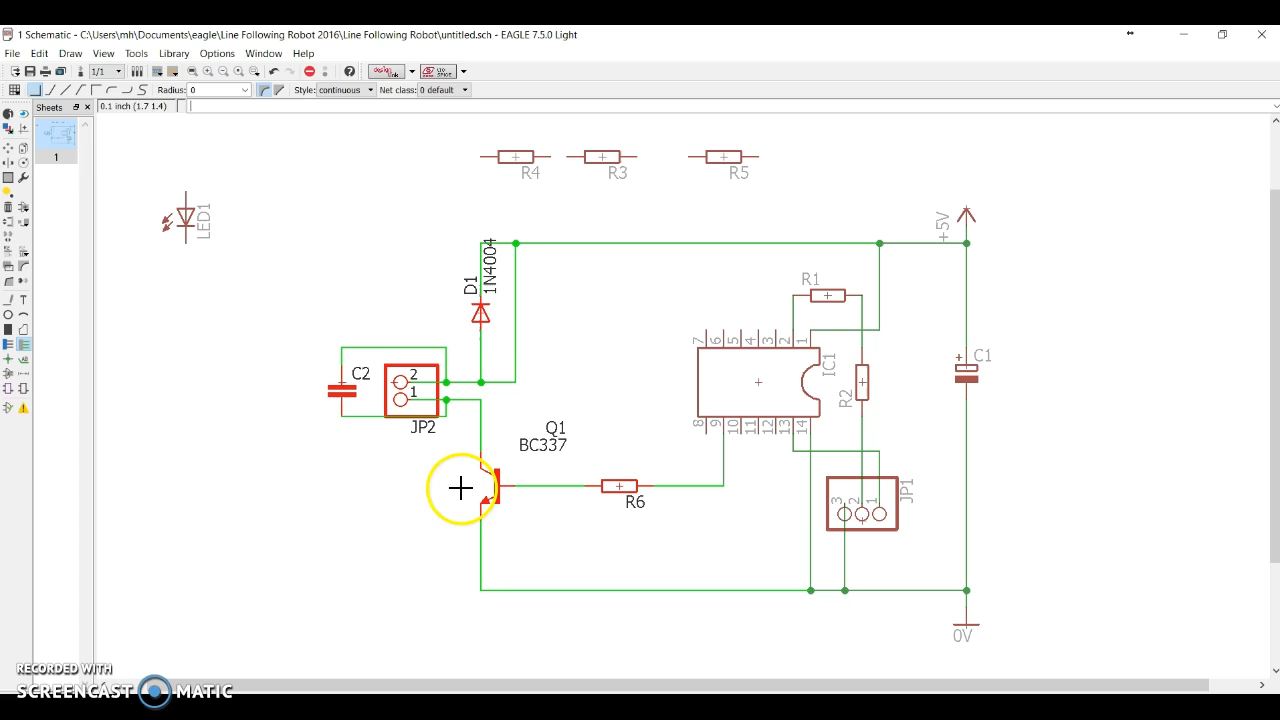 1 Schematic - C:\Users\mh\Documents\eagle\Line Following Robot 2016\Line Following Robot\untitled.sch - EAGLE 7.5.0 Light
File Edit Draw View Tools Library Options Window Help
1/1 design link
Radius: 0 Style: continuous Net class: 0 default
Sheets 0.1 inch (1.7 1.4)
1
R4 R3 R5
LED1
+5V
D1 1N4004
R1
7 6 5 4 3 2 1
IC1
C1
+
C2
2
1
R2
JP2
8 9 10 11 12 13 14
Q1
BC337
R6
3 2 1
JP1
0V
RECORDED WITH
SCREENCAST MATIC